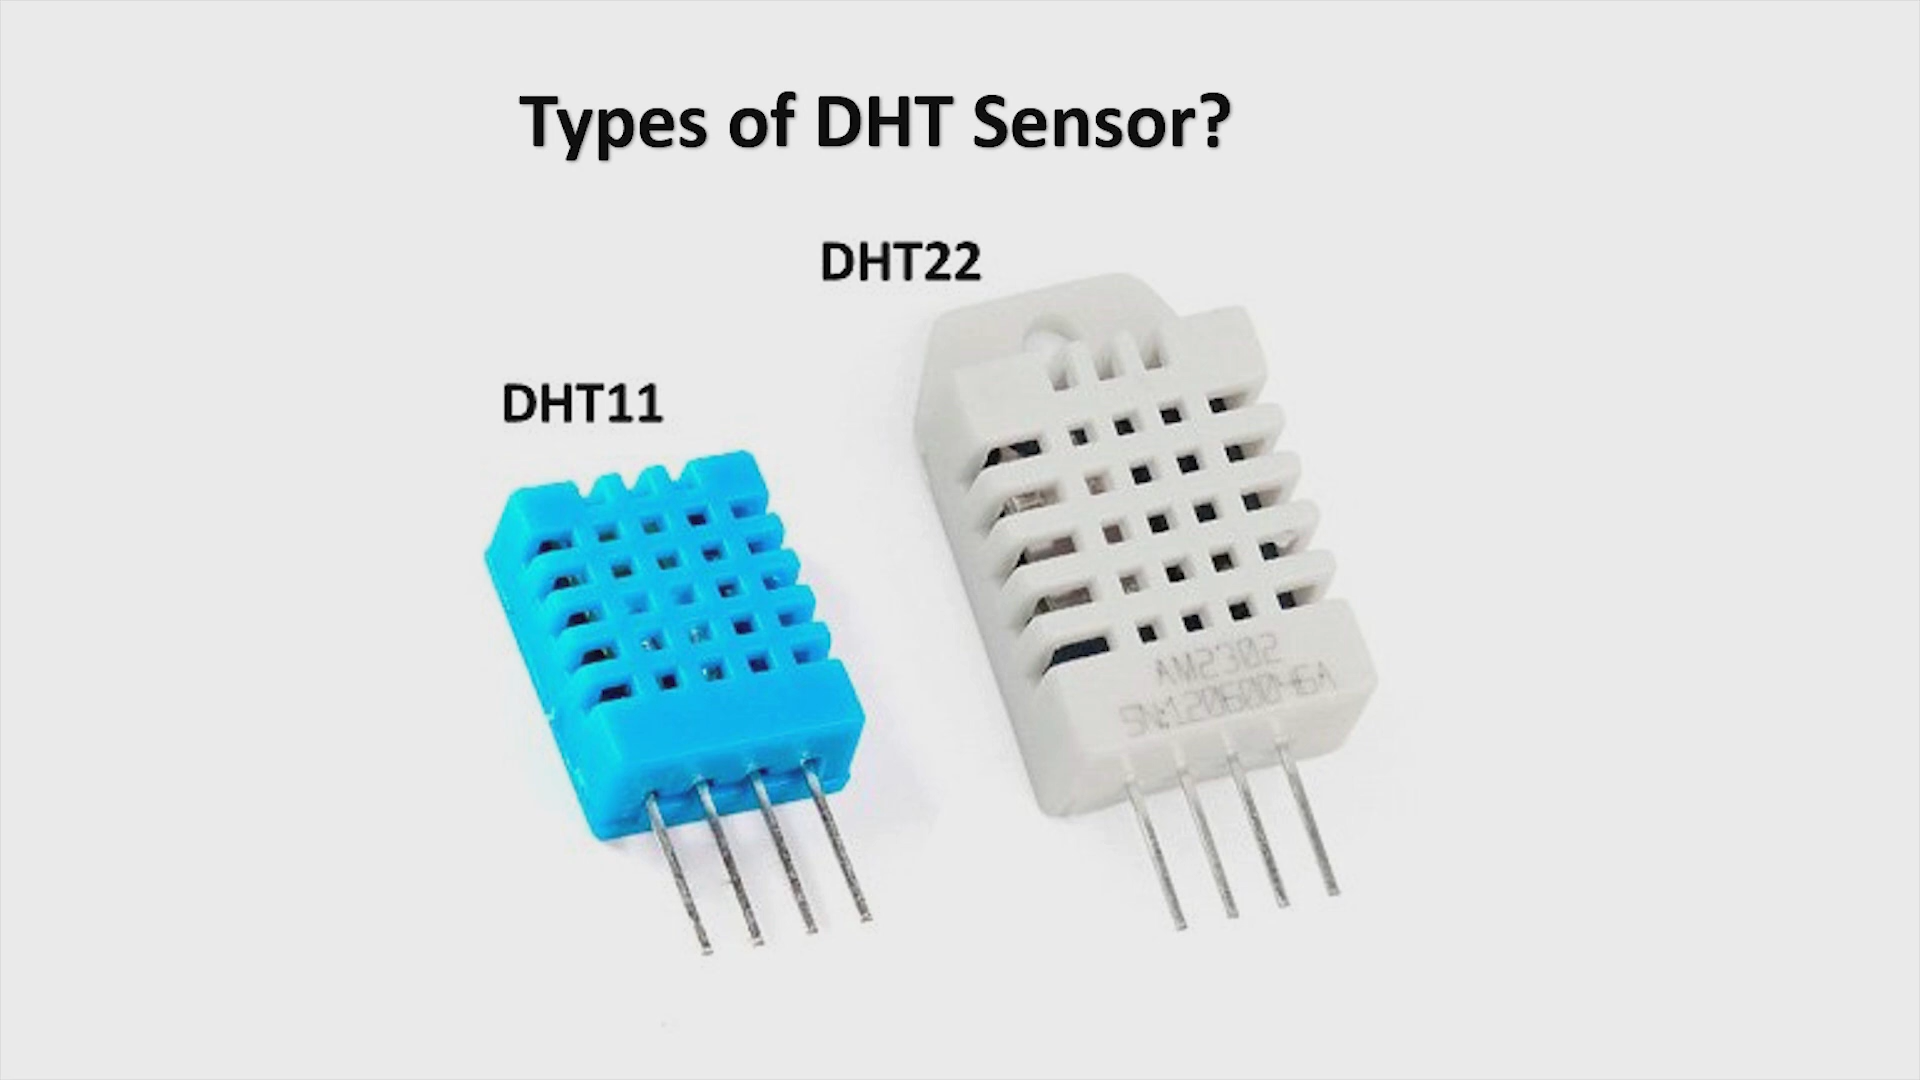 Types of DHT Sensor?
DHT22
DHT11
AM2302